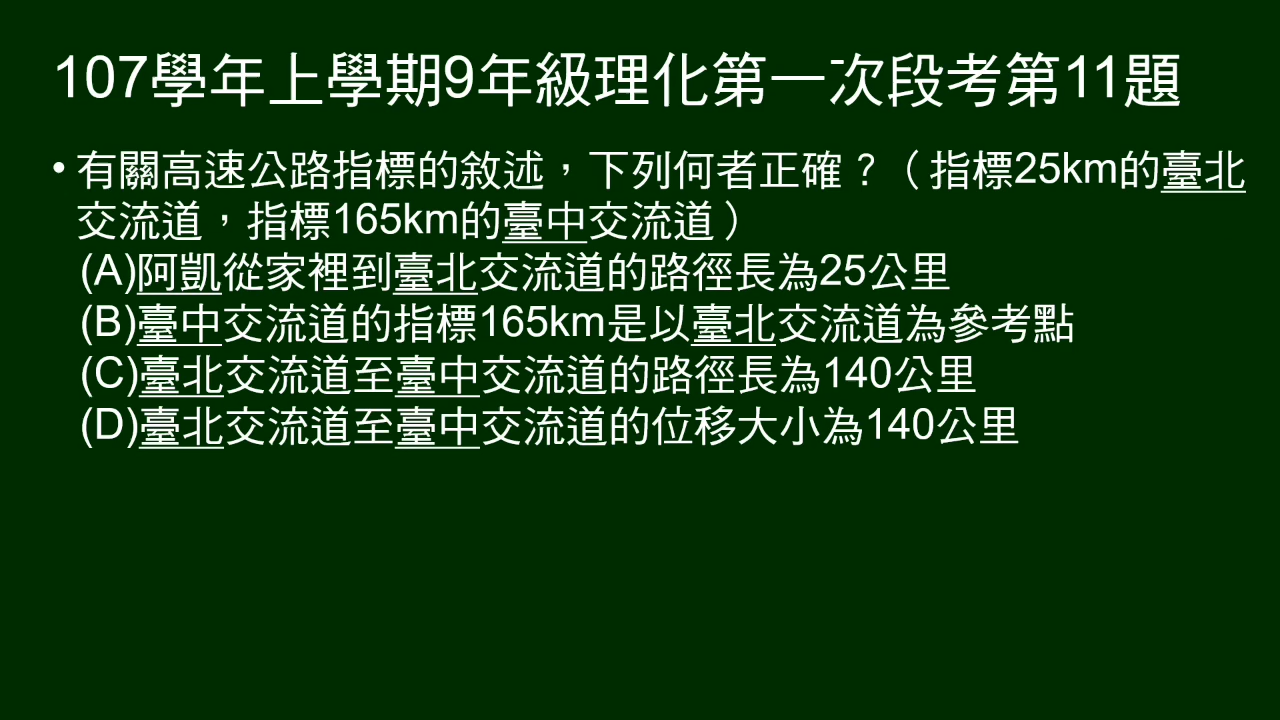 107學年上學期9年級理化第一次段考第11題
• 有關高速公路指標的敘述，下列何者正確？（指標25km的臺北
交流道，指標165km的臺中交流道）
(A)阿凱從家裡到臺北交流道的路徑長為25公里
(B)臺中交流道的指標165km是以臺北交流道為參考點
(C)臺北交流道至臺中交流道的路徑長為140公里
(D)臺北交流道至臺中交流道的位移大小為140公里